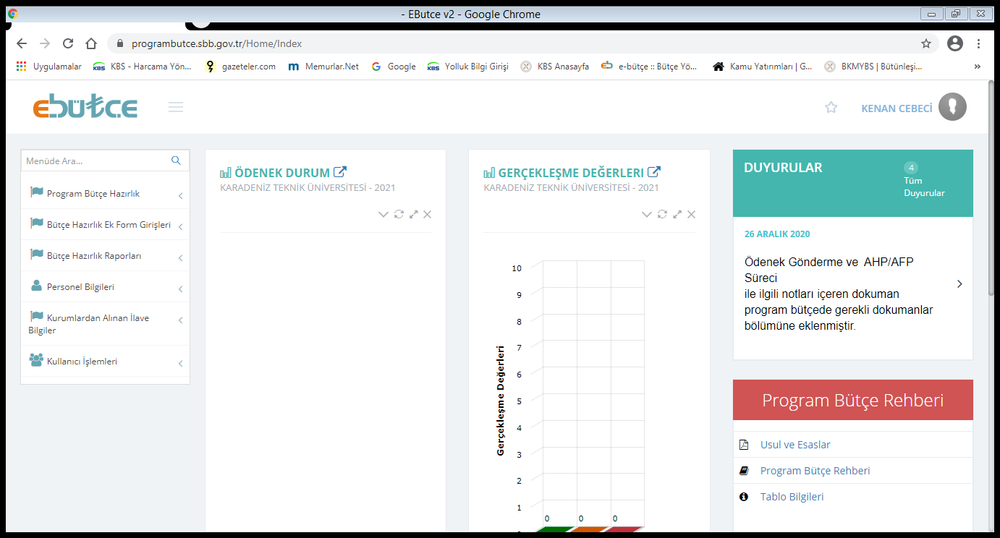 - EButce v2 - Google Chrome
programbutce.sbb.gov.tr/Home/Index
Uygulamalar KBS - Harcama Yön... gazeteler.com Memurlar.Net Google Yolluk Bilgi Girişi KBS Anasayfa e-bütçe :: Bütçe Yö... Kamu Yatırımları | G... BKMYBS | Bütünleşi... »
ebütçe
KENAN CEBECİ
Menüde Ara...
Program Bütçe Hazırlık
Bütçe Hazırlık Ek Form Girişleri
Bütçe Hazırlık Raporları
Personel Bilgileri
Kurumlardan Alınan İlave
Bilgiler
Kullanıcı İşlemleri
ÖDENEK DURUM
KARADENİZ TEKNİK ÜNİVERSİTESİ - 2021
GERÇEKLEŞME DEĞERLERI
KARADENİZ TEKNİK ÜNİVERSİTESİ - 2021
Gerçekleşme Değerleri
10
9
8
7
6
5
4
3
2
1
0 0 0
DUYURULAR
4
Tüm
Duyurular
26 ARALIK 2020
Ödenek Gönderme ve AHP/AFP
Süreci
ile ilgili notları içeren dokuman
program bütçede gerekli dokumanlar
bölümüne eklenmiştir.
Program Bütçe Rehberi
Usul ve Esaslar
Program Bütçe Rehberi
Tablo Bilgileri